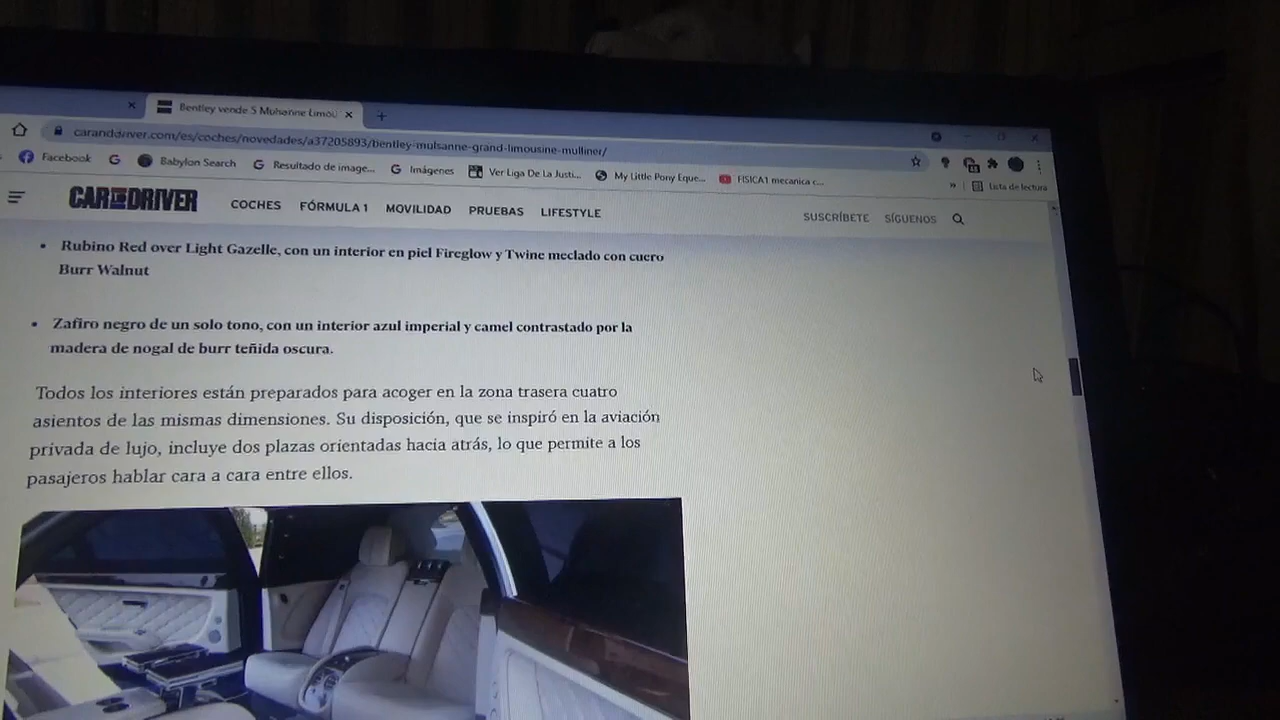 Bentley vende 5 Mulsanne Limou
caranddriver.com/es/coches/novedades/a37205893/bentley-mulsanne-grand-limousine-mulliner/
Facebook
Babylon Search
Resultado de image...
Imágenes
Ver Liga De La Justi...
My Little Pony Eque...
FISICA1 mecanica c...
» Lista de lectura
CAR AND DRIVER
COCHES FÓRMULA 1 MOVILIDAD PRUEBAS LIFESTYLE
SUSCRÍBETE SÍGUENOS
• Rubino Red over Light Gazelle, con un interior en piel Fireglow y Twine meclado con cuero
Burr Walnut
• Zafiro negro de un solo tono, con un interior azul imperial y camel contrastado por la
madera de nogal de burr teñida oscura.
Todos los interiores están preparados para acoger en la zona trasera cuatro
asientos de las mismas dimensiones. Su disposición, que se inspiró en la aviación
privada de lujo, incluye dos plazas orientadas hacia atrás, lo que permite a los
pasajeros hablar cara a cara entre ellos.